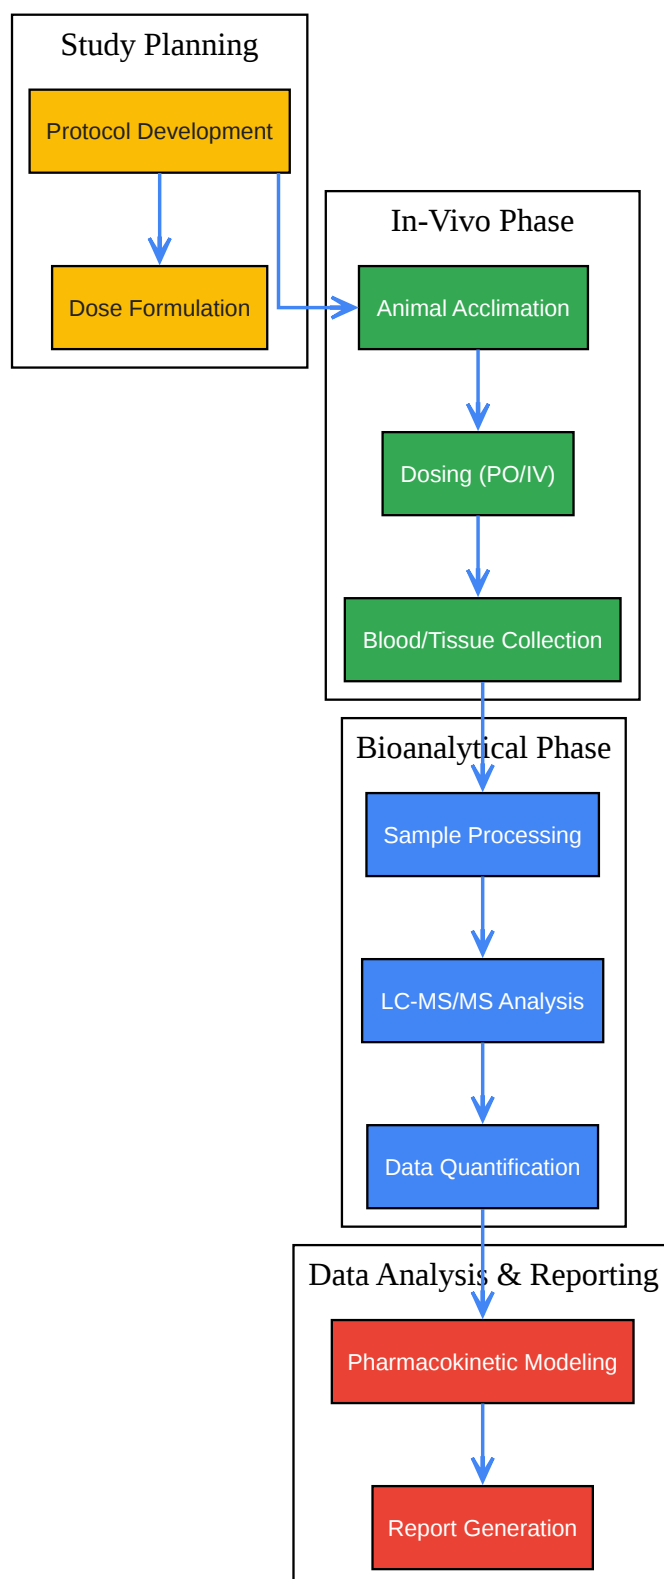 Study Planning
Protocol Development
Dose Formulation
In-Vivo Phase
Animal Acclimation
Dosing (PO/IV)
Blood/Tissue Collection
Bioanalytical Phase
Sample Processing
LC-MS/MS Analysis
Data Quantification
Data Analysis & Reporting
Pharmacokinetic Modeling
Report Generation